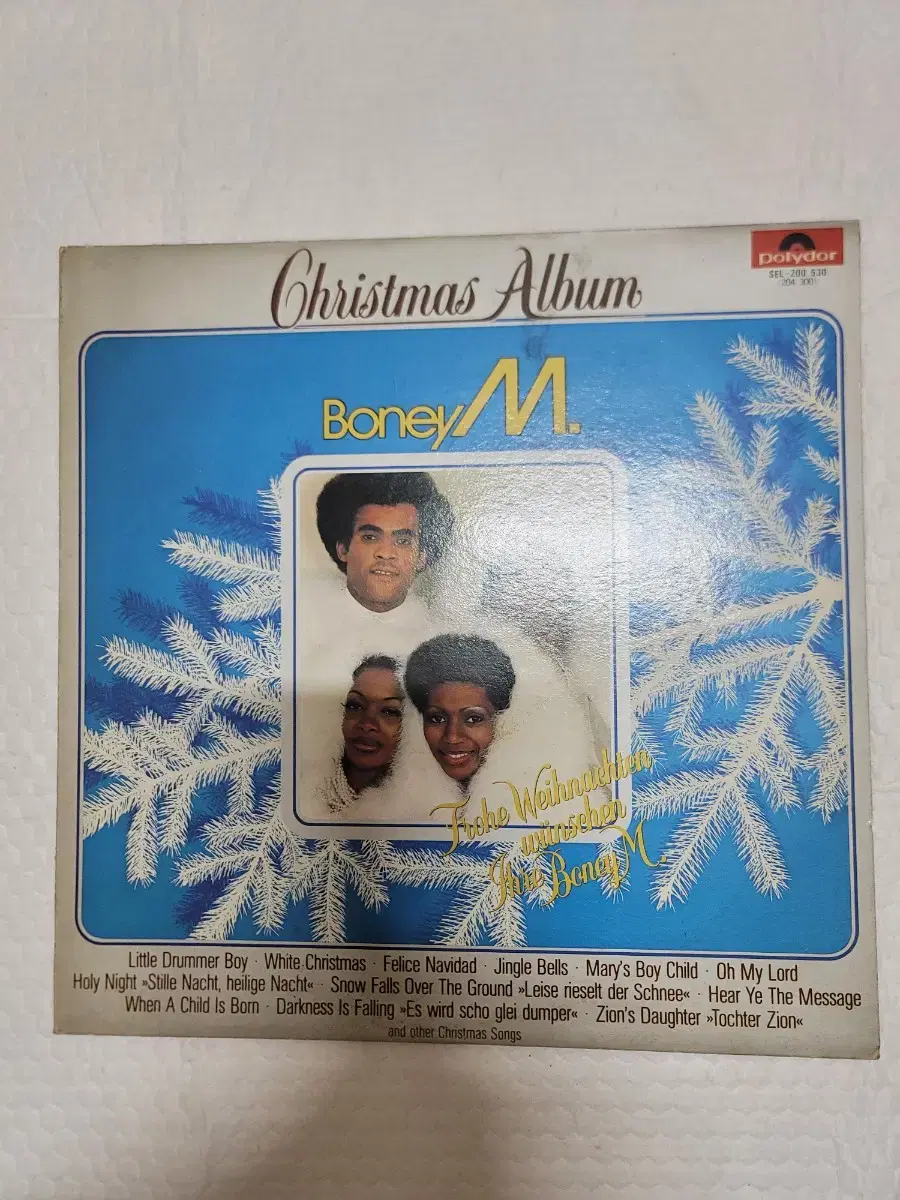 Christmas Album
polydor
SEL-200 530
(204 300)
Boney M.
Frohe Weihnachten
wünschen
Ihre Boney M.
Little Drummer Boy · White Christmas · Felice Navidad · Jingle Bells · Mary's Boy Child · Oh My Lord
Holy Night »Stille Nacht, heilige Nacht« · Snow Falls Over The Ground »Leise rieselt der Schnee« · Hear Ye The Message
When A Child Is Born · Darkness Is Falling »Es wird scho glei dumper« · Zion's Daughter »Tochter Zion«
and other Christmas Songs